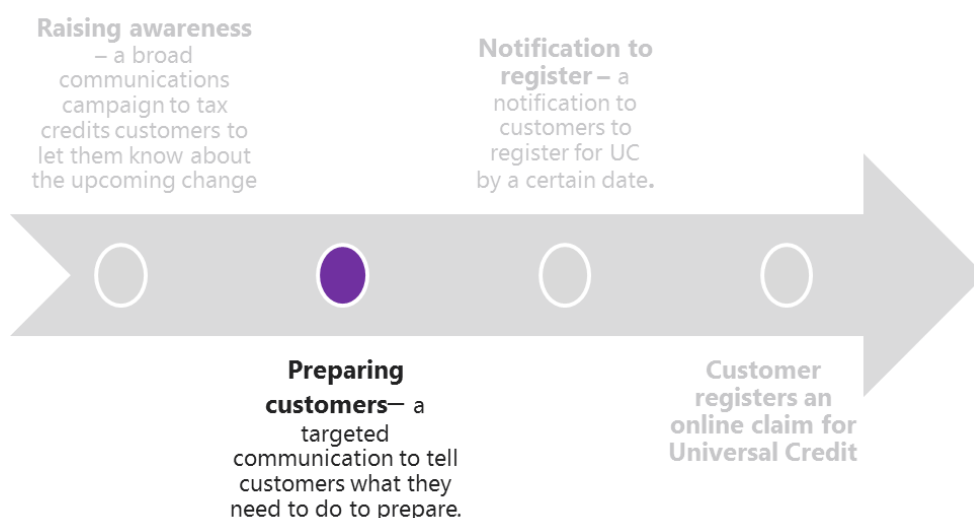 Raising awareness
– a broad
communications
campaign to tax
credits customers to
let them know about
the upcoming change
Preparing
customers– a
targeted
communication to tell
customers what they
need to do to prepare.
Notification to
register – a
notification to
customers to
register for UC
by a certain date.
Customer
registers an
online claim for
Universal Credit